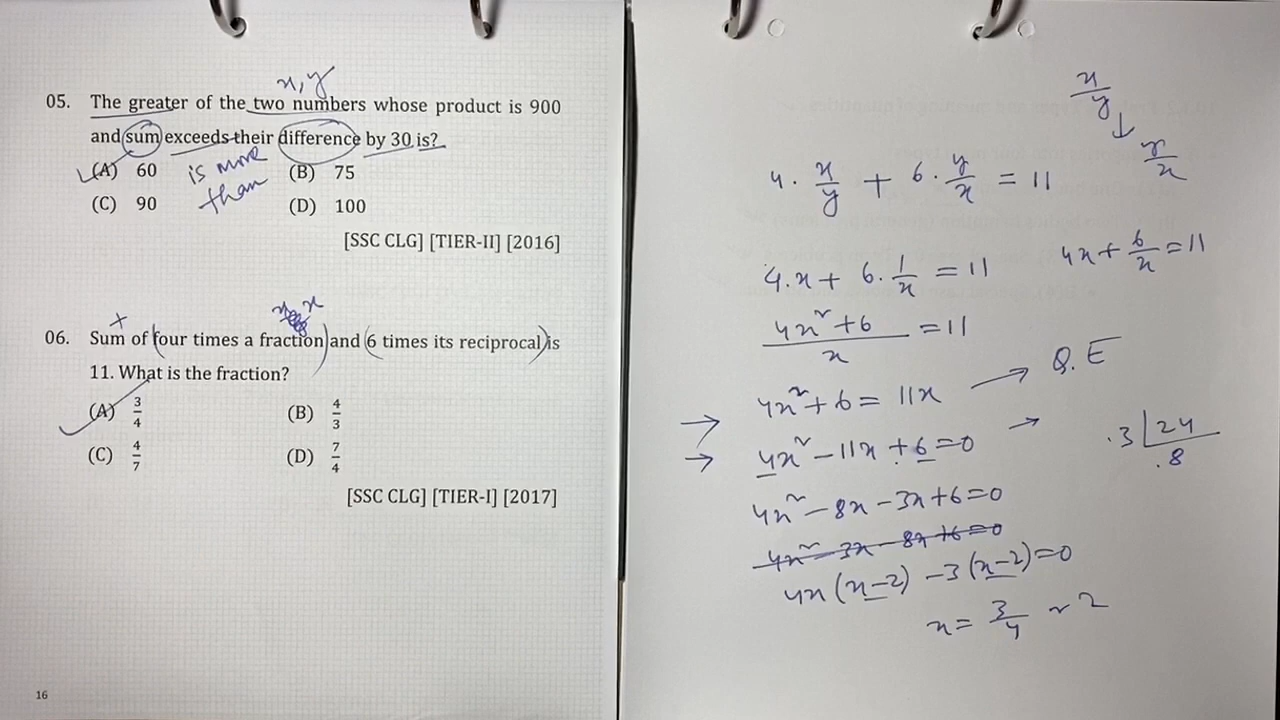 x, y
05. The greater of the two numbers whose product is 900
and sum exceeds their difference by 30 is?
is more
than
(A) 60 (B) 75
(C) 90 (D) 100
[SSC CLG] [TIER-II] [2016]
+ x
06. Sum of (four times a fraction) and (6 times its reciprocal) is
11. What is the fraction?
(A) 3/4 (B) 4/3
(C) 4/7 (D) 7/4
[SSC CLG] [TIER-I] [2017]
16
x/y
↓
4 · x/y + 6 · y/x = 11
4x + 6/x = 11
4.x + 6 · 1/x = 11
4x² + 6 / x = 11
4x² + 6 = 11x → Q.E
→ 4x² - 11x + 6 = 0 →
3 | 24
8
4x² - 8x - 3x + 6 = 0
4x² - 3x - 8x + 6 = 0
4x (x-2) - 3 (x-2) = 0
x = 3/4 2